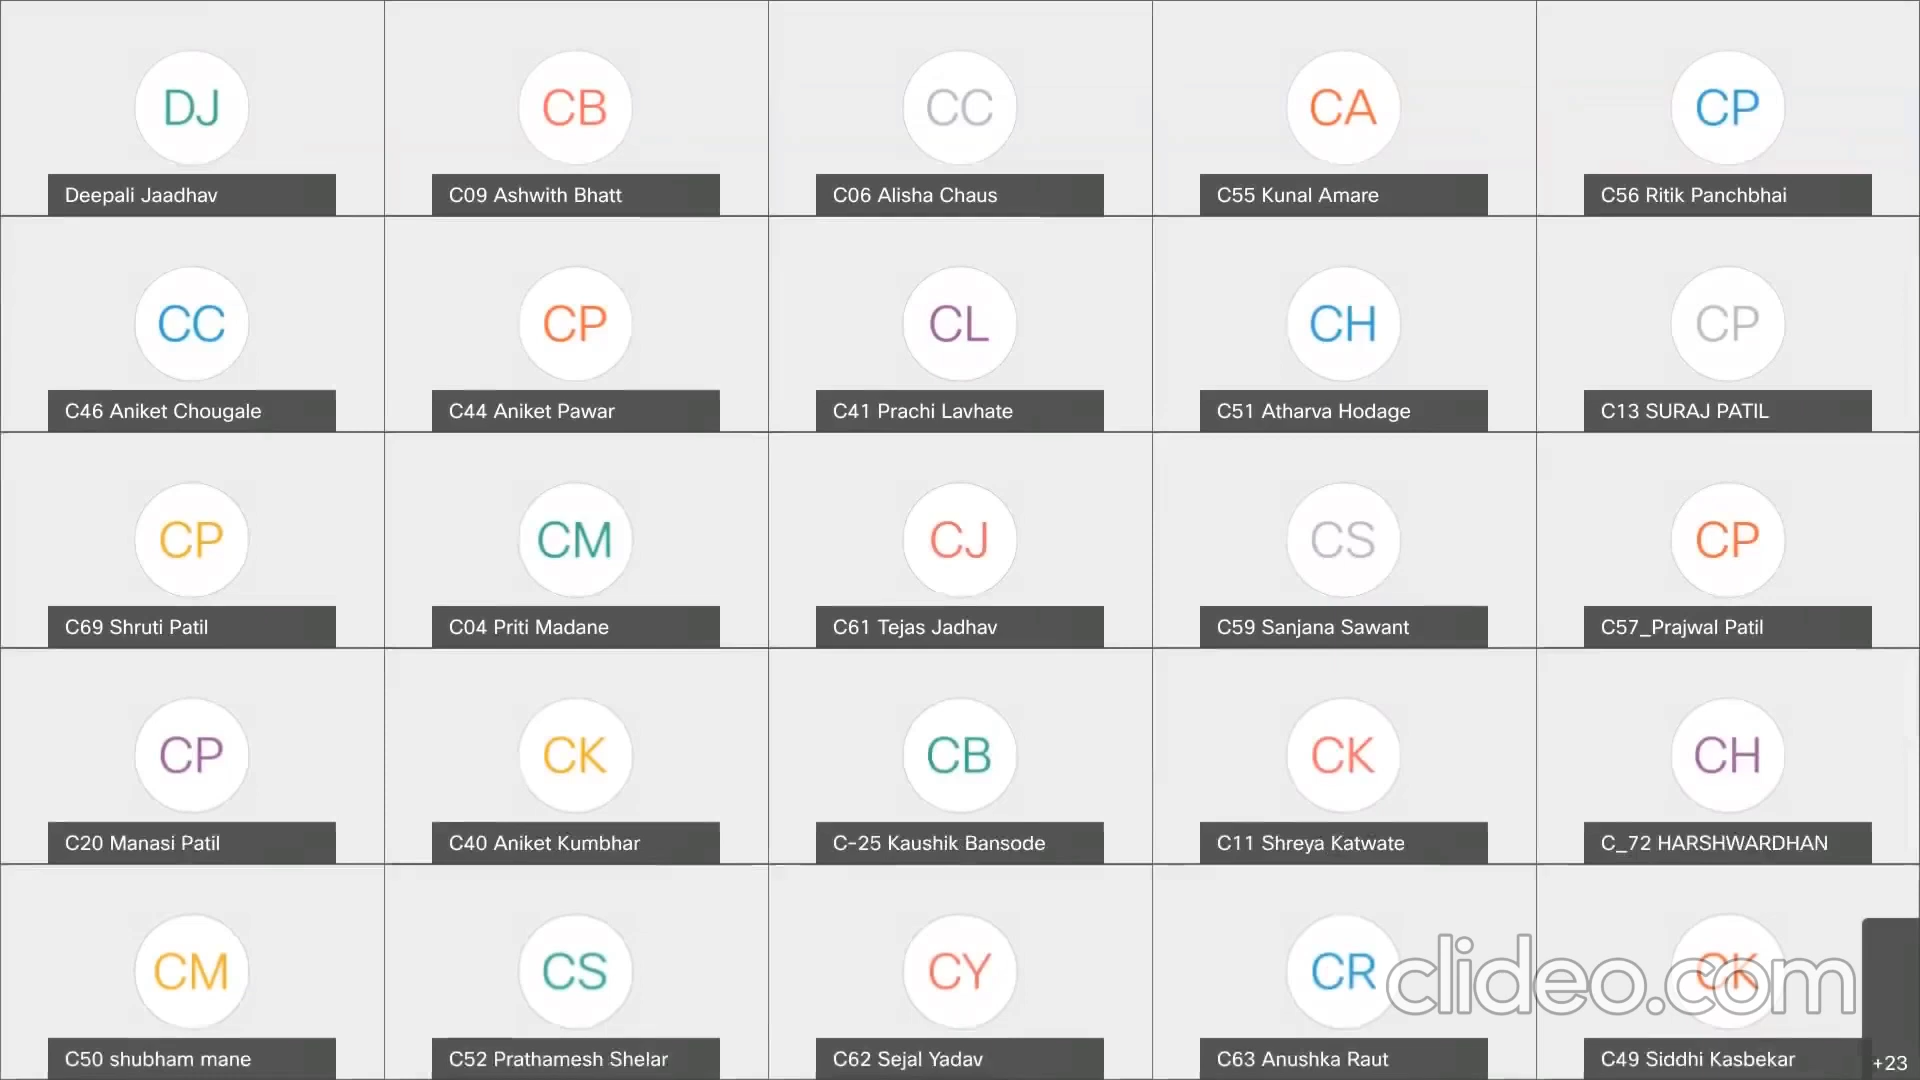 DJ
Deepali Jaadhav
CB
C09 Ashwith Bhatt
CC
C06 Alisha Chaus
CA
C55 Kunal Amare
CP
C56 Ritik Panchbhai
CC
C46 Aniket Chougale
CP
C44 Aniket Pawar
CL
C41 Prachi Lavhate
CH
C51 Atharva Hodage
CP
C13 SURAJ PATIL
CP
C69 Shruti Patil
CM
C04 Priti Madane
CJ
C61 Tejas Jadhav
CS
C59 Sanjana Sawant
CP
C57_Prajwal Patil
CP
C20 Manasi Patil
CK
C40 Aniket Kumbhar
CB
C-25 Kaushik Bansode
CK
C11 Shreya Katwate
CH
C_72 HARSHWARDHAN
CM
C50 shubham mane
CS
C52 Prathamesh Shelar
CY
C62 Sejal Yadav
CR
C63 Anushka Raut
CK
C49 Siddhi Kasbekar
clideo.com
+23